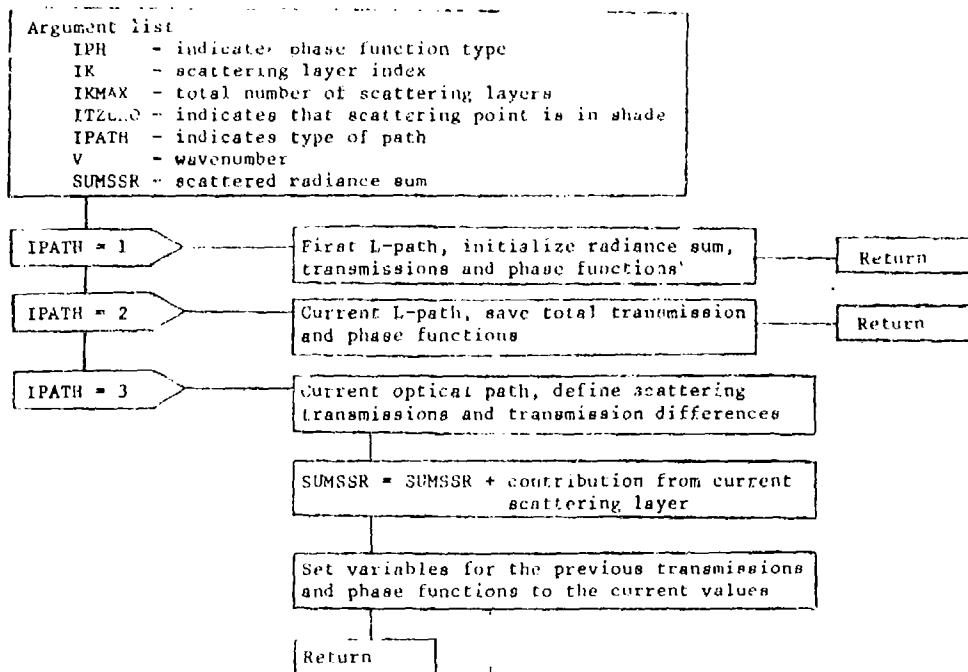 Argument list
IPH - indicate, phase function type
IK - scattering layer index
IKMAX - total number of scattering layers
- indicates that scattering point is in shade
IPATH - indicates type of path
V - wavenumber
SUMSSR - scattered radiance sum
IPATH = 1
First L-path, initialize radiance sum,
transmissions and phase functions
Return
IPATH = 2
Current L-path, save total transmission
and phase functions
Return
IPATH = 3
Current optical path, define scattering
transmissions and transmission differences
SUMSSR = SUMSSR + contribution from current
scattering layer
Set variables for the previous transmissions
and phase functions to the current values
Return